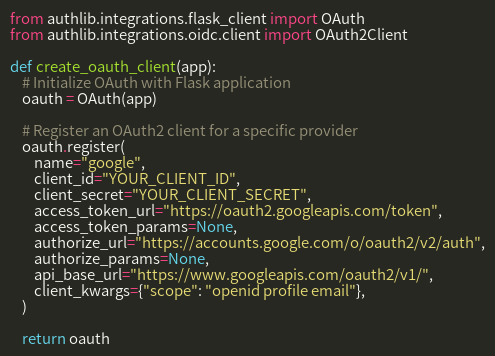 from authlib.integrations.flask_client import OAuth
from authlib.integrations.oidc.client import OAuth2Client

def create_oauth_client(app):
    # Initialize OAuth with Flask application
    oauth = OAuth(app)

    # Register an OAuth2 client for a specific provider
    oauth.register(
        name="google",
        client_id="YOUR_CLIENT_ID",
        client_secret="YOUR_CLIENT_SECRET",
        access_token_url="https://oauth2.googleapis.com/token",
        access_token_params=None,
        authorize_url="https://accounts.google.com/o/oauth2/v2/auth",
        authorize_params=None,
        api_base_url="https://www.googleapis.com/oauth2/v1/",
        client_kwargs={"scope": "openid profile email"},
    )

    return oauth